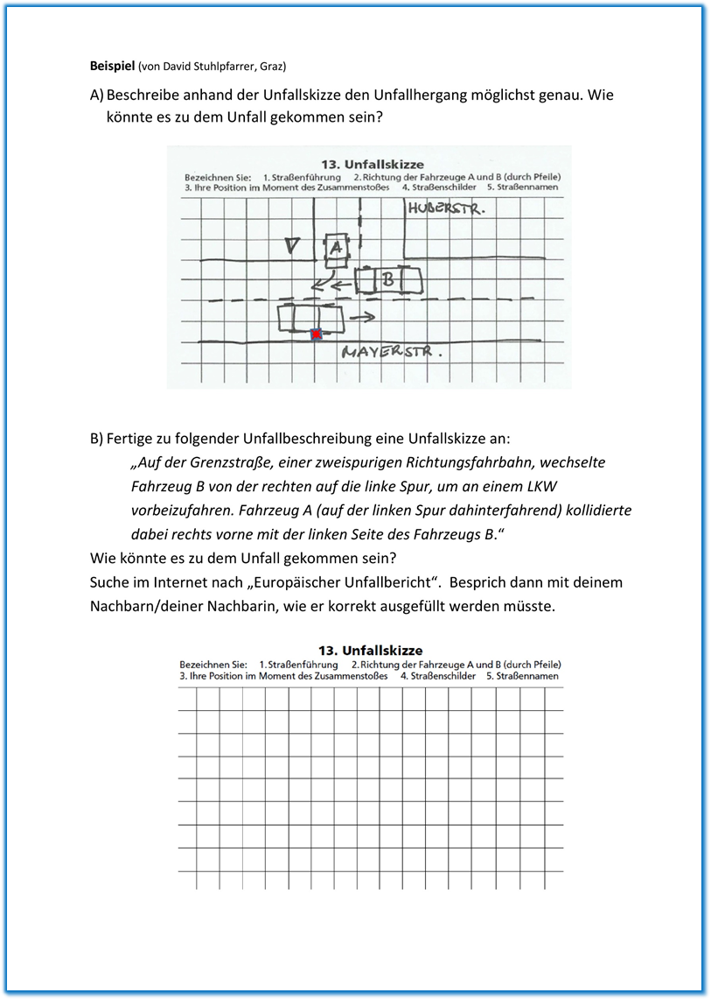 Beispiel (von David Stuhlpfarrer, Graz)
A) Beschreibe anhand der Unfallskizze den Unfallhergang möglichst genau. Wie
könnte es zu dem Unfall gekommen sein?
13. Unfallskizze
Bezeichnen Sie: 1. Straßenführung 2. Richtung der Fahrzeuge A und B (durch Pfeile)
3. Ihre Position im Moment des Zusammenstoßes 4. Straßenschilder 5. Straßennamen
HUBERSTR.
A
B
MAYERSTR.
B) Fertige zu folgender Unfallbeschreibung eine Unfallskizze an:
„Auf der Grenzstraße, einer zweispurigen Richtungsfahrbahn, wechselte
Fahrzeug B von der rechten auf die linke Spur, um an einem LKW
vorbeizufahren. Fahrzeug A (auf der linken Spur dahinterfahrend) kollidierte
dabei rechts vorne mit der linken Seite des Fahrzeugs B.“
Wie könnte es zu dem Unfall gekommen sein?
Suche im Internet nach „Europäischer Unfallbericht“. Besprich dann mit deinem
Nachbarn/deiner Nachbarin, wie er korrekt ausgefüllt werden müsste.
13. Unfallskizze
Bezeichnen Sie: 1. Straßenführung 2. Richtung der Fahrzeuge A und B (durch Pfeile)
3. Ihre Position im Moment des Zusammenstoßes 4. Straßenschilder 5. Straßennamen